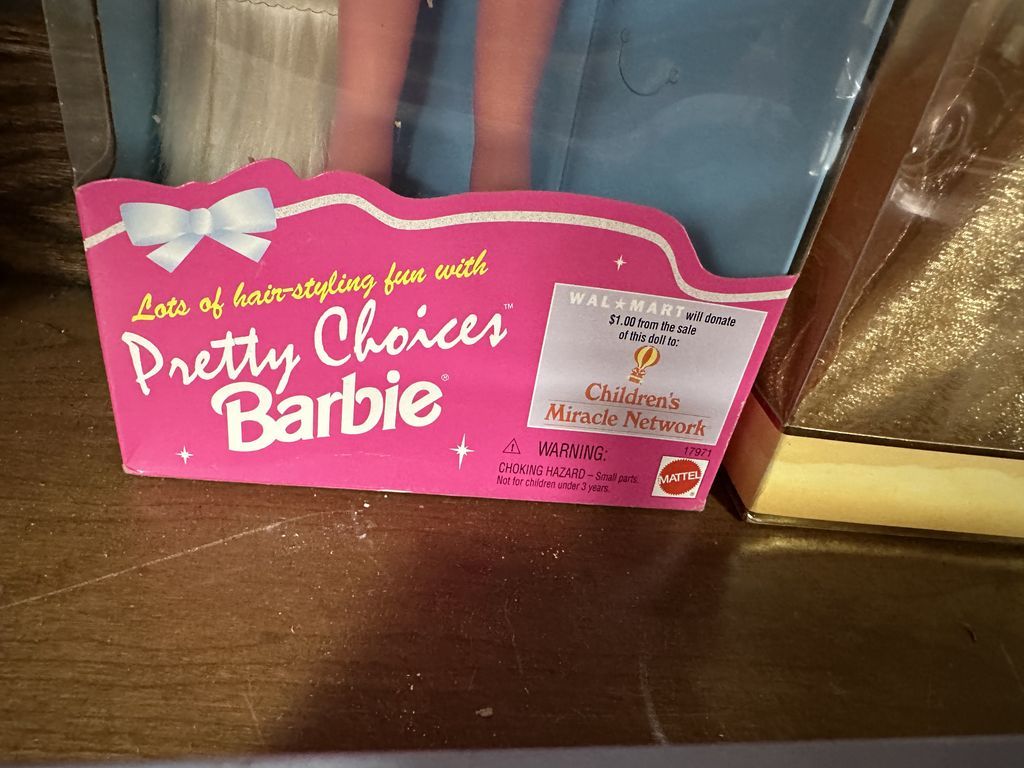 Lots of hair-styling fun with
Pretty Choices™
Barbie®
WAL★MART will donate
$1.00 from the sale
of this doll to:
Children's
Miracle Network
⚠ WARNING:
CHOKING HAZARD – Small parts.
Not for children under 3 years.
17971
MATTEL®